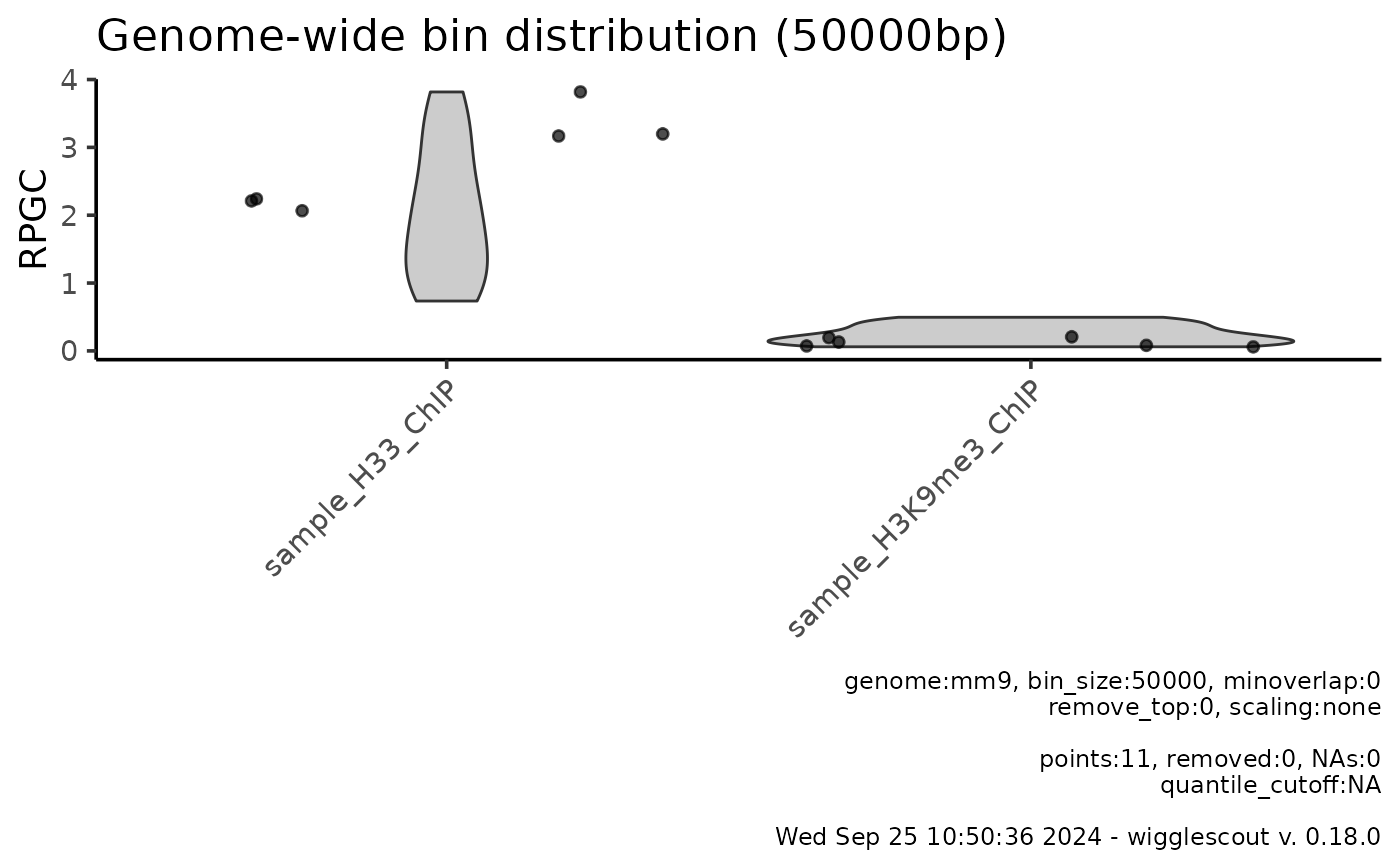 Genome-wide bin distribution (50000bp)
RPGC
4
3
2
1
0
sample_H33_ChIP
sample_H3K9me3_ChIP
genome:mm9, bin_size:50000, minoverlap:0
remove_top:0, scaling:none
points:11, removed:0, NAs:0
quantile_cutoff:NA
Wed Sep 25 10:50:36 2024 - wigglescout v. 0.18.0